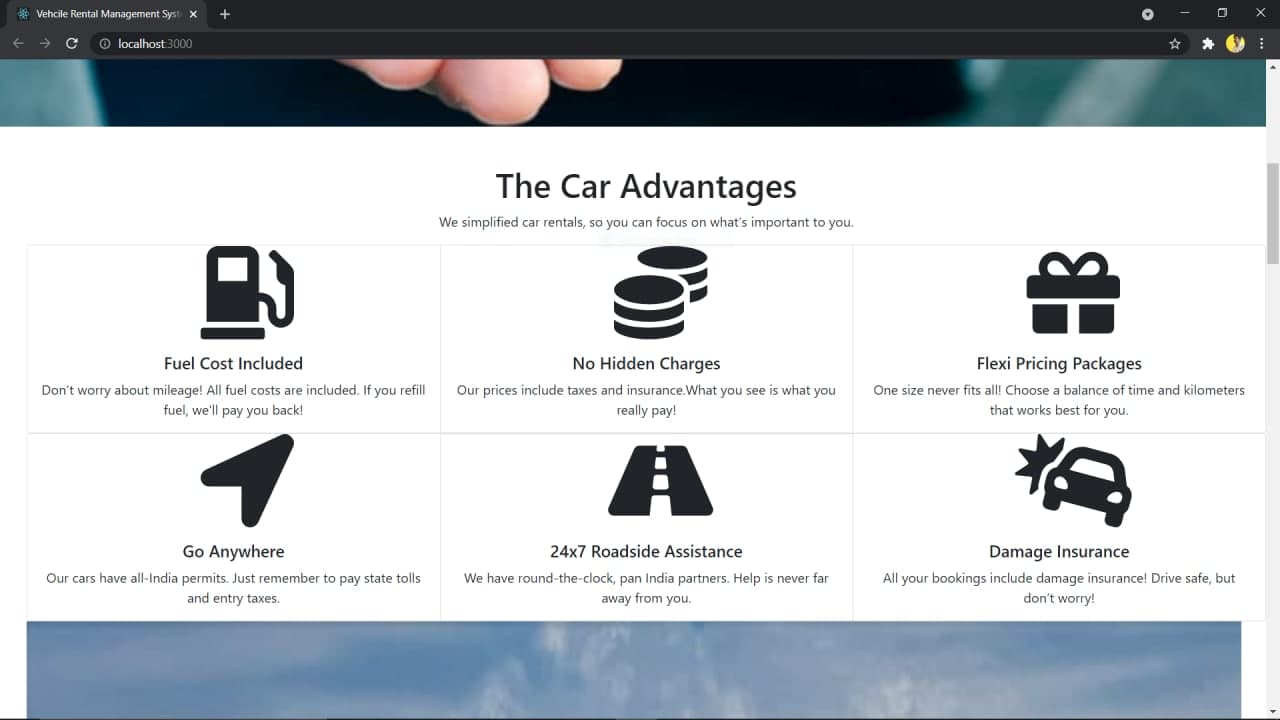 Vehcile Rental Management Syst
localhost:3000
The Car Advantages
We simplified car rentals, so you can focus on what's important to you.
Fuel Cost Included
Don't worry about mileage! All fuel costs are included. If you refill
fuel, we'll pay you back!
No Hidden Charges
Our prices include taxes and insurance.What you see is what you
really pay!
Flexi Pricing Packages
One size never fits all! Choose a balance of time and kilometers
that works best for you.
Go Anywhere
Our cars have all-India permits. Just remember to pay state tolls
and entry taxes.
24x7 Roadside Assistance
We have round-the-clock, pan India partners. Help is never far
away from you.
Damage Insurance
All your bookings include damage insurance! Drive safe, but
don't worry!